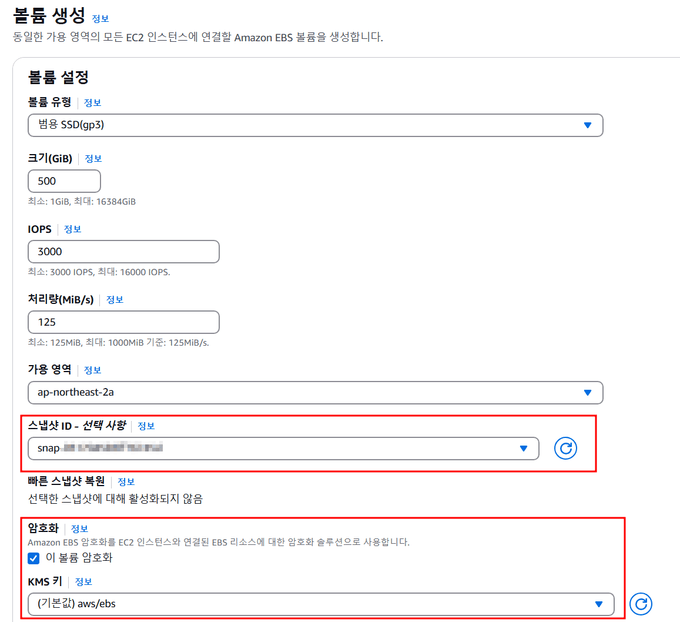 볼륨 생성 정보
동일한 가용 영역의 모든 EC2 인스턴스에 연결할 Amazon EBS 볼륨을 생성합니다.
볼륨 설정
볼륨 유형 정보
범용 SSD(gp3)
크기(GiB) 정보
500
최소: 1GiB, 최대: 16384GiB
IOPS 정보
3000
최소: 3000 IOPS, 최대: 16000 IOPS.
처리량(MiB/s) 정보
125
최소: 125MiB, 최대: 1000MiB 기준: 125MiB/s.
가용 영역 정보
ap-northeast-2a
스냅샷 ID - 선택 사항 정보
snap-
빠른 스냅샷 복원 정보
선택한 스냅샷에 대해 활성화되지 않음
암호화 정보
Amazon EBS 암호화를 EC2 인스턴스와 연결된 EBS 리소스에 대한 암호화 솔루션으로 사용합니다.
이 볼륨 암호화
KMS 키 정보
(기본값) aws/ebs